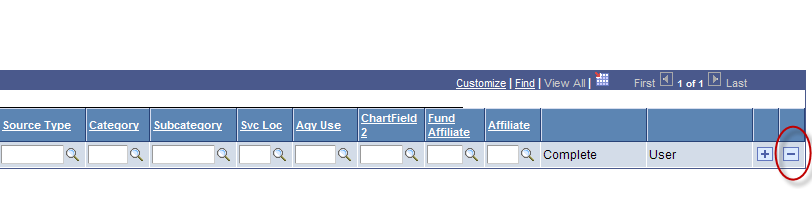 Customize | Find | View All | First 1 of 1 Last
Source Type Category Subcategory Svc Loc Agy Use ChartField 2 Fund Affiliate Affiliate
Complete User